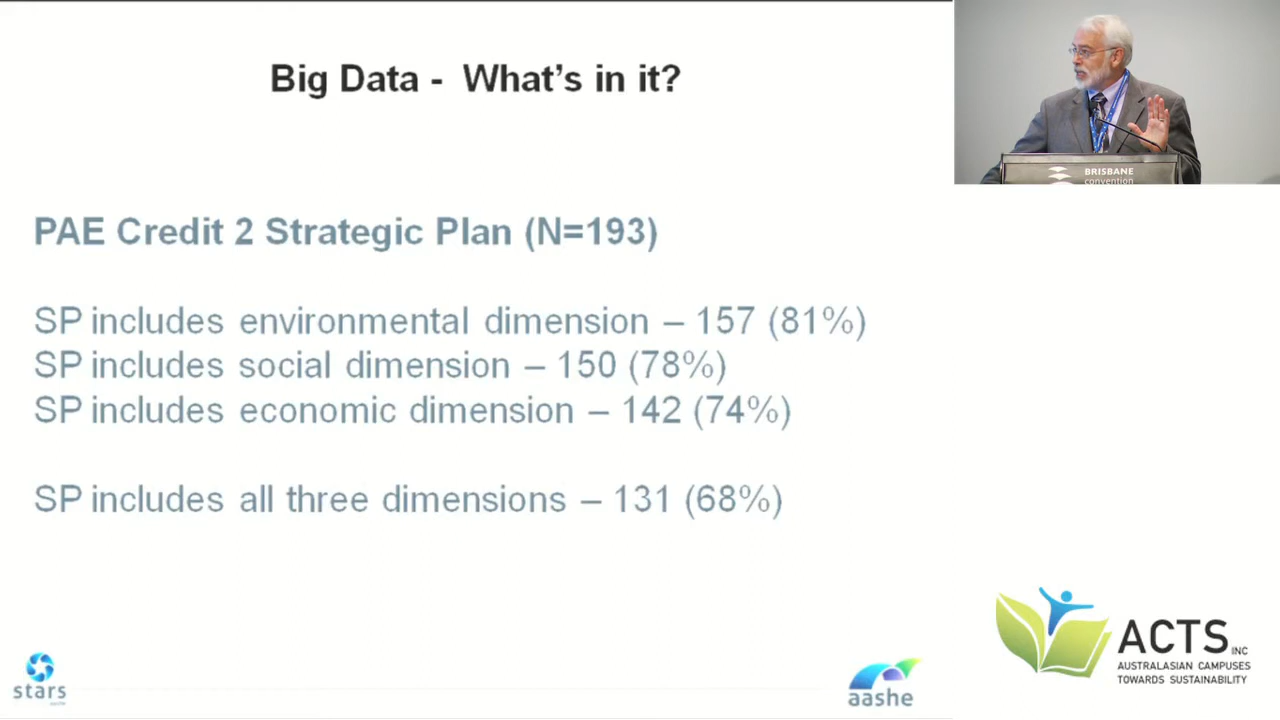 Big Data - What's in it?
PAE Credit 2 Strategic Plan (N=193)
SP includes environmental dimension – 157 (81%)
SP includes social dimension – 150 (78%)
SP includes economic dimension – 142 (74%)
SP includes all three dimensions – 131 (68%)
stars
aashe
aashe
BRISBANE
convention
ACTS INC
AUSTRALASIAN CAMPUSES
TOWARDS SUSTAINABILITY